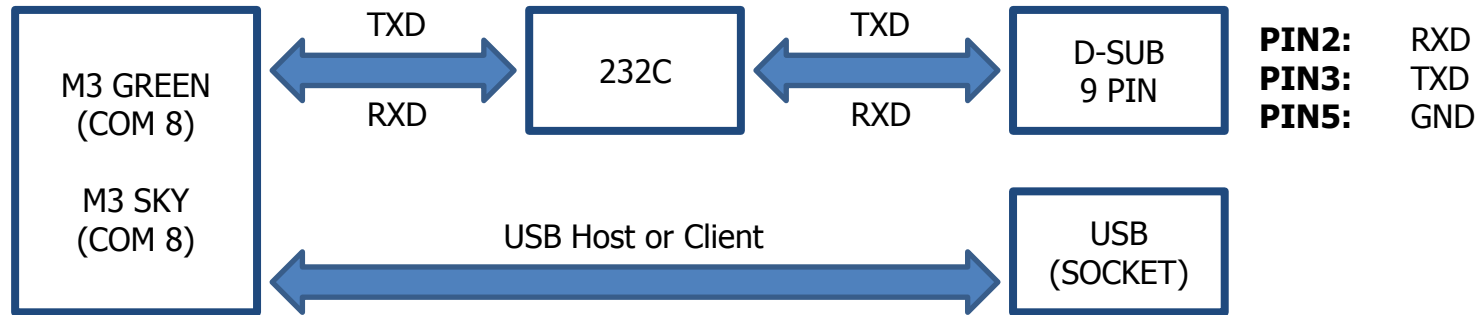 M3 GREEN
(COM 8)
M3 SKY
(COM 8)
TXD
RXD
232C
TXD
RXD
D-SUB
9 PIN
PIN2: RXD
PIN3: TXD
PIN5: GND
USB Host or Client
USB
(SOCKET)